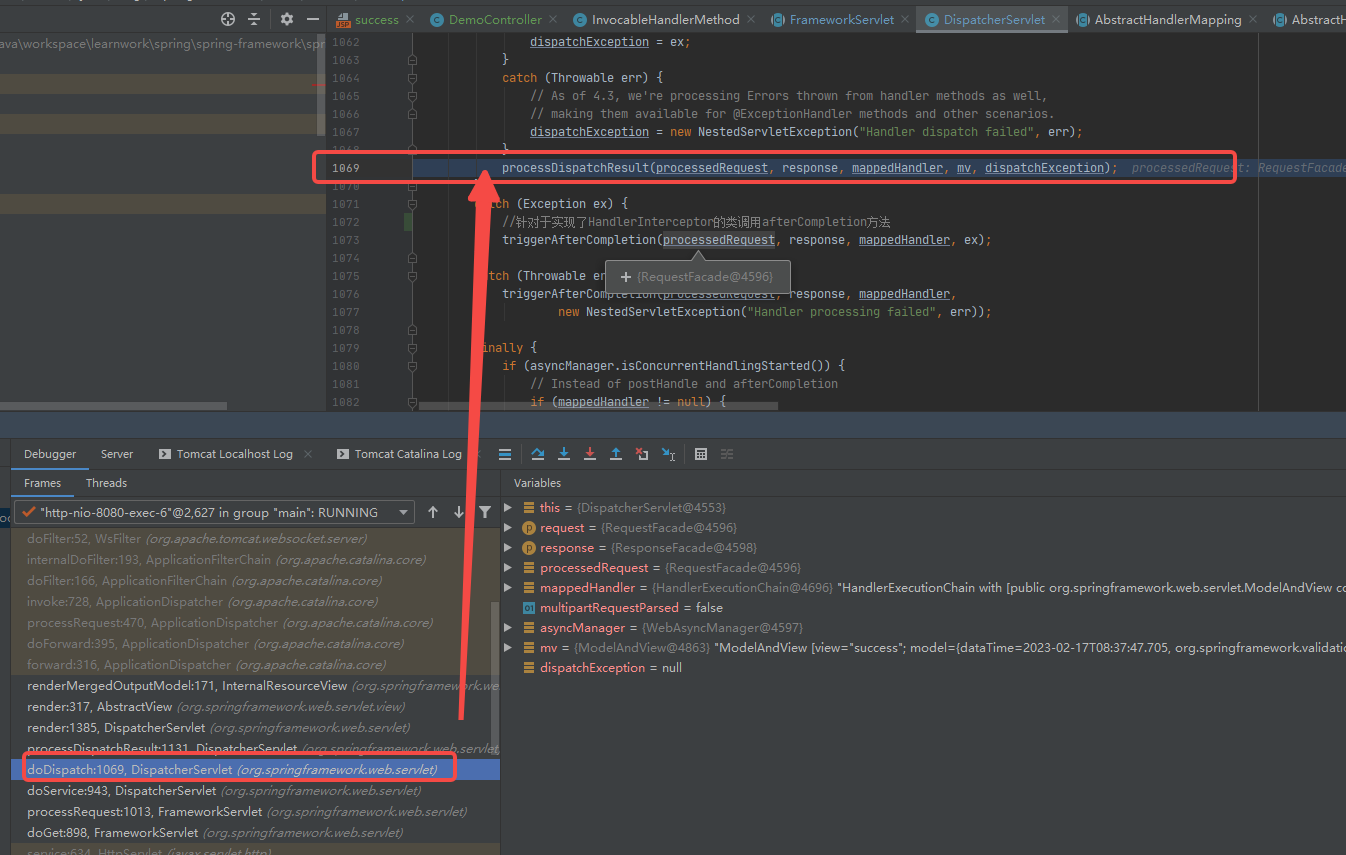 success
DemoController
InvocableHandlerMethod
FrameworkServlet
DispatcherServlet
AbstractHandlerMapping
ava\workspace\learnwork\spring\spring-framework\spr
1062 dispatchException = ex;
1063 }
1064 catch (Throwable err) {
1065 // As of 4.3, we're processing Errors thrown from handler methods as well,
1066 // making them available for @ExceptionHandler methods and other scenarios.
1067 dispatchException = new NestedServletException("Handler dispatch failed", err);
1068 }
1069 processDispatchResult(processedRequest, response, mappedHandler, mv, dispatchException); processedRequest: RequestFacade
1070
1071 tch (Exception ex) {
1072 //针对于实现了HandlerInterceptor的类调用afterCompletion方法
1073 triggerAfterCompletion(processedRequest, response, mappedHandler, ex);
1074
1075 tch (Throwable er
+ {RequestFacade@4596}
1076 triggerAfterCompletion(processedRequest, response, mappedHandler,
1077 new NestedServletException("Handler processing failed", err));
1078
1079 inally {
1080 if (asyncManager.isConcurrentHandlingStarted()) {
1081 // Instead of postHandle and afterCompletion
1082 if (mappedHandler != null) {
Debugger Server Tomcat Localhost Log Tomcat Catalina Log
Frames Threads
"http-nio-8080-exec-6"@2,627 in group "main": RUNNING
doFilter:52, WsFilter (org.apache.tomcat.websocket.server)
internalDoFilter:193, ApplicationFilterChain (org.apache.catalina.core)
doFilter:166, ApplicationFilterChain (org.apache.catalina.core)
invoke:728, ApplicationDispatcher (org.apache.catalina.core)
processRequest:470, ApplicationDispatcher (org.apache.catalina.core)
doForward:395, ApplicationDispatcher (org.apache.catalina.core)
forward:316, ApplicationDispatcher (org.apache.catalina.core)
renderMergedOutputModel:171, InternalResourceView (org.springframework.we
render:317, AbstractView (org.springframework.web.servlet.view)
render:1385, DispatcherServlet (org.springframework.web.servlet)
processDispatchResult:1131, DispatcherServlet (org.springframework.web.servlet
doDispatch:1069, DispatcherServlet (org.springframework.web.servlet)
doService:943, DispatcherServlet (org.springframework.web.servlet)
processRequest:1013, FrameworkServlet (org.springframework.web.servlet)
doGet:898, FrameworkServlet (org.springframework.web.servlet)
service:634, HttpServlet (javax.servlet.http)
Variables
this = {DispatcherServlet@4553}
request = {RequestFacade@4596}
response = {ResponseFacade@4598}
processedRequest = {RequestFacade@4596}
mappedHandler = {HandlerExecutionChain@4696} "HandlerExecutionChain with [public org.springframework.web.servlet.ModelAndView co
multipartRequestParsed = false
asyncManager = {WebAsyncManager@4597}
mv = {ModelAndView@4863} "ModelAndView [view="success"; model={dataTime=2023-02-17T08:37:47.705, org.springframework.validatio
dispatchException = null